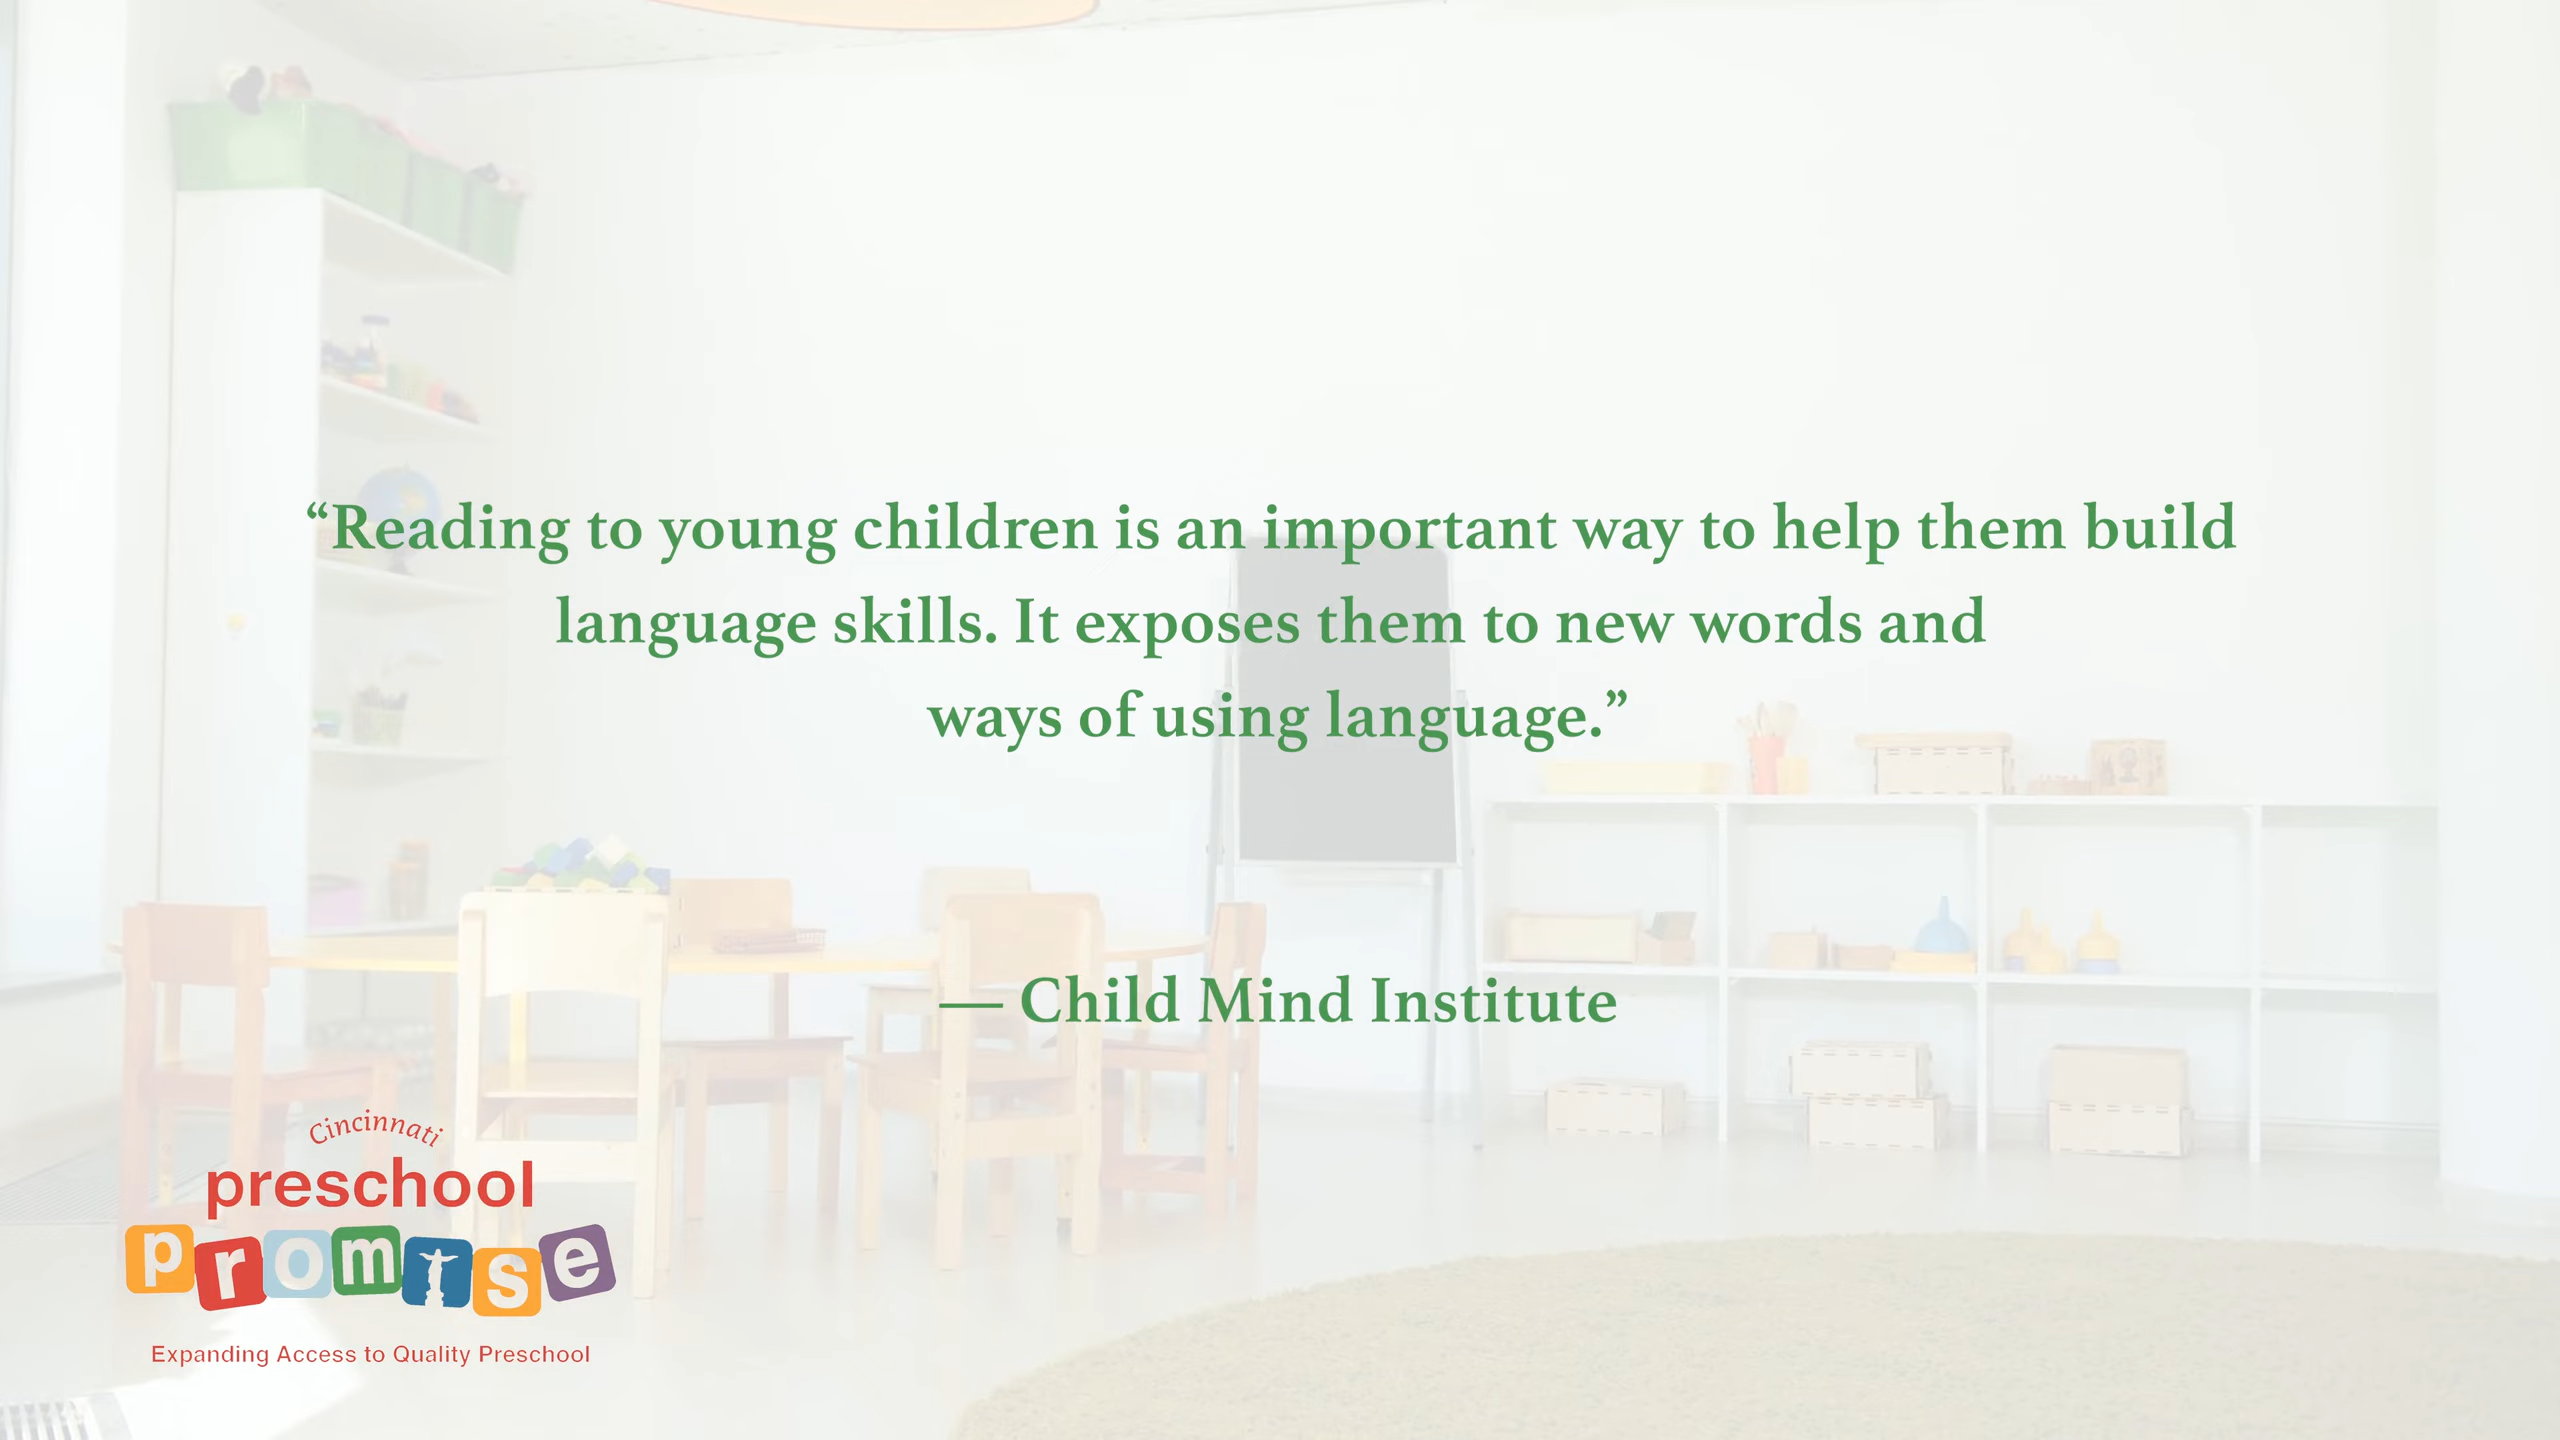 “Reading to young children is an important way to help them build
language skills. It exposes them to new words and
ways of using language.”
— Child Mind Institute
Cincinnati
preschool
promise
Expanding Access to Quality Preschool